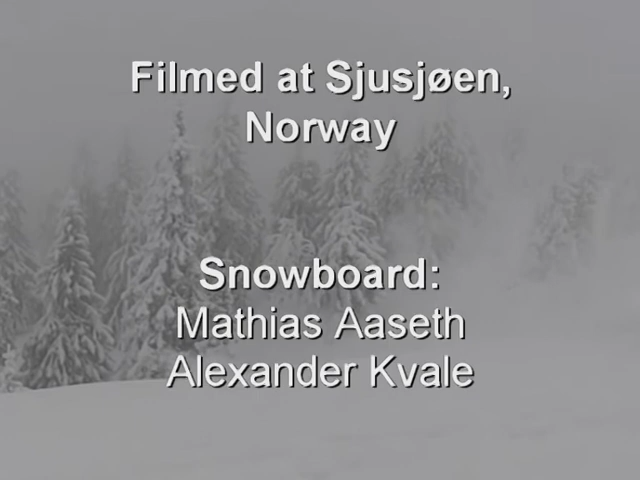 Filmed at Sjusjøen,
Norway
Snowboard:
Mathias Aaseth
Alexander Kvale